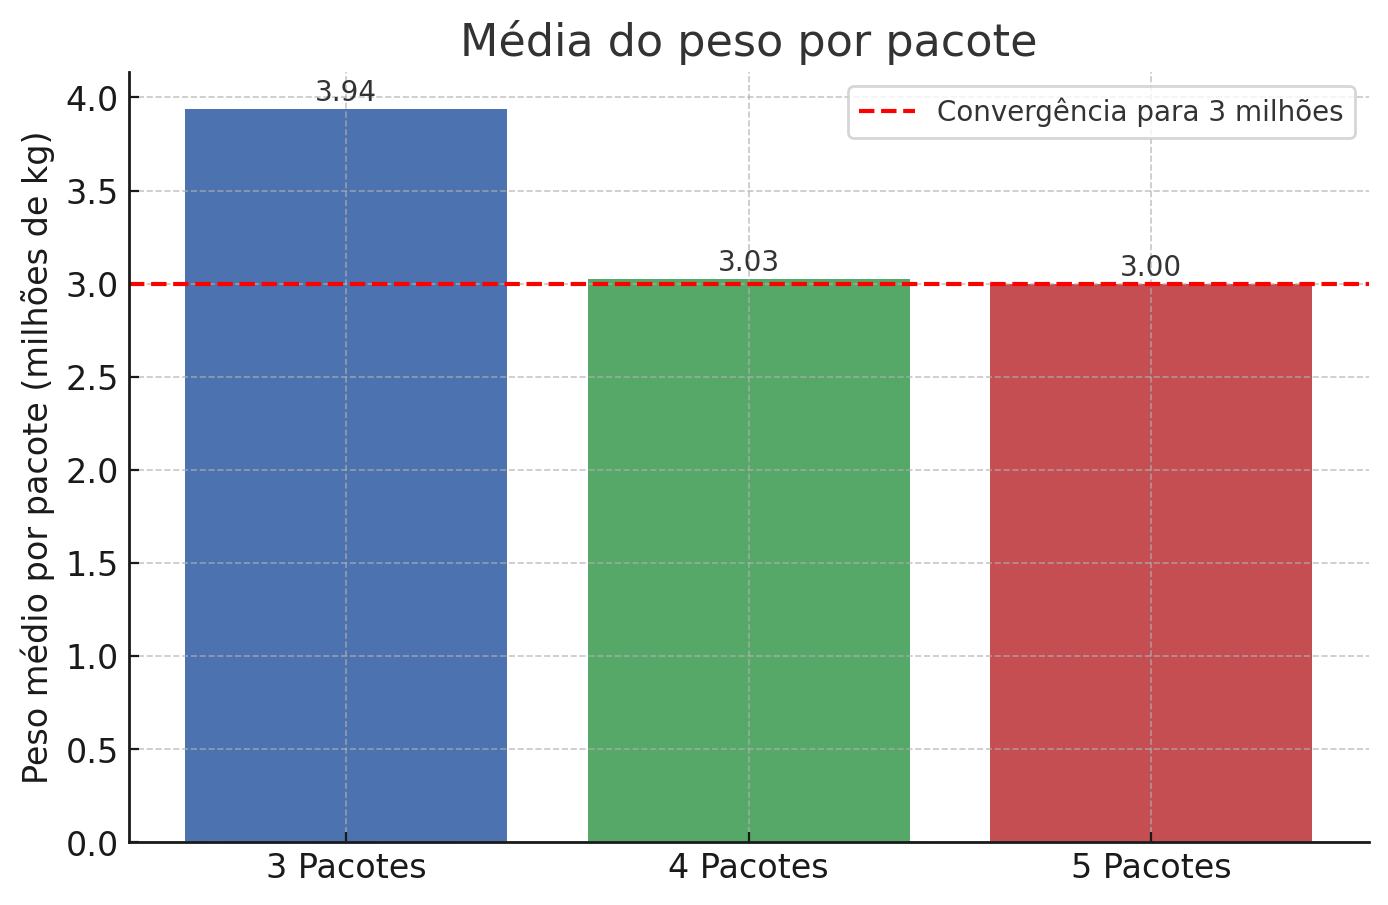 Média do peso por pacote
Convergência para 3 milhões
Peso médio por pacote (milhões de kg)
4.0
3.5
3.0
2.5
2.0
1.5
1.0
0.5
0.0
3.94
3.03
3.00
3 Pacotes
4 Pacotes
5 Pacotes